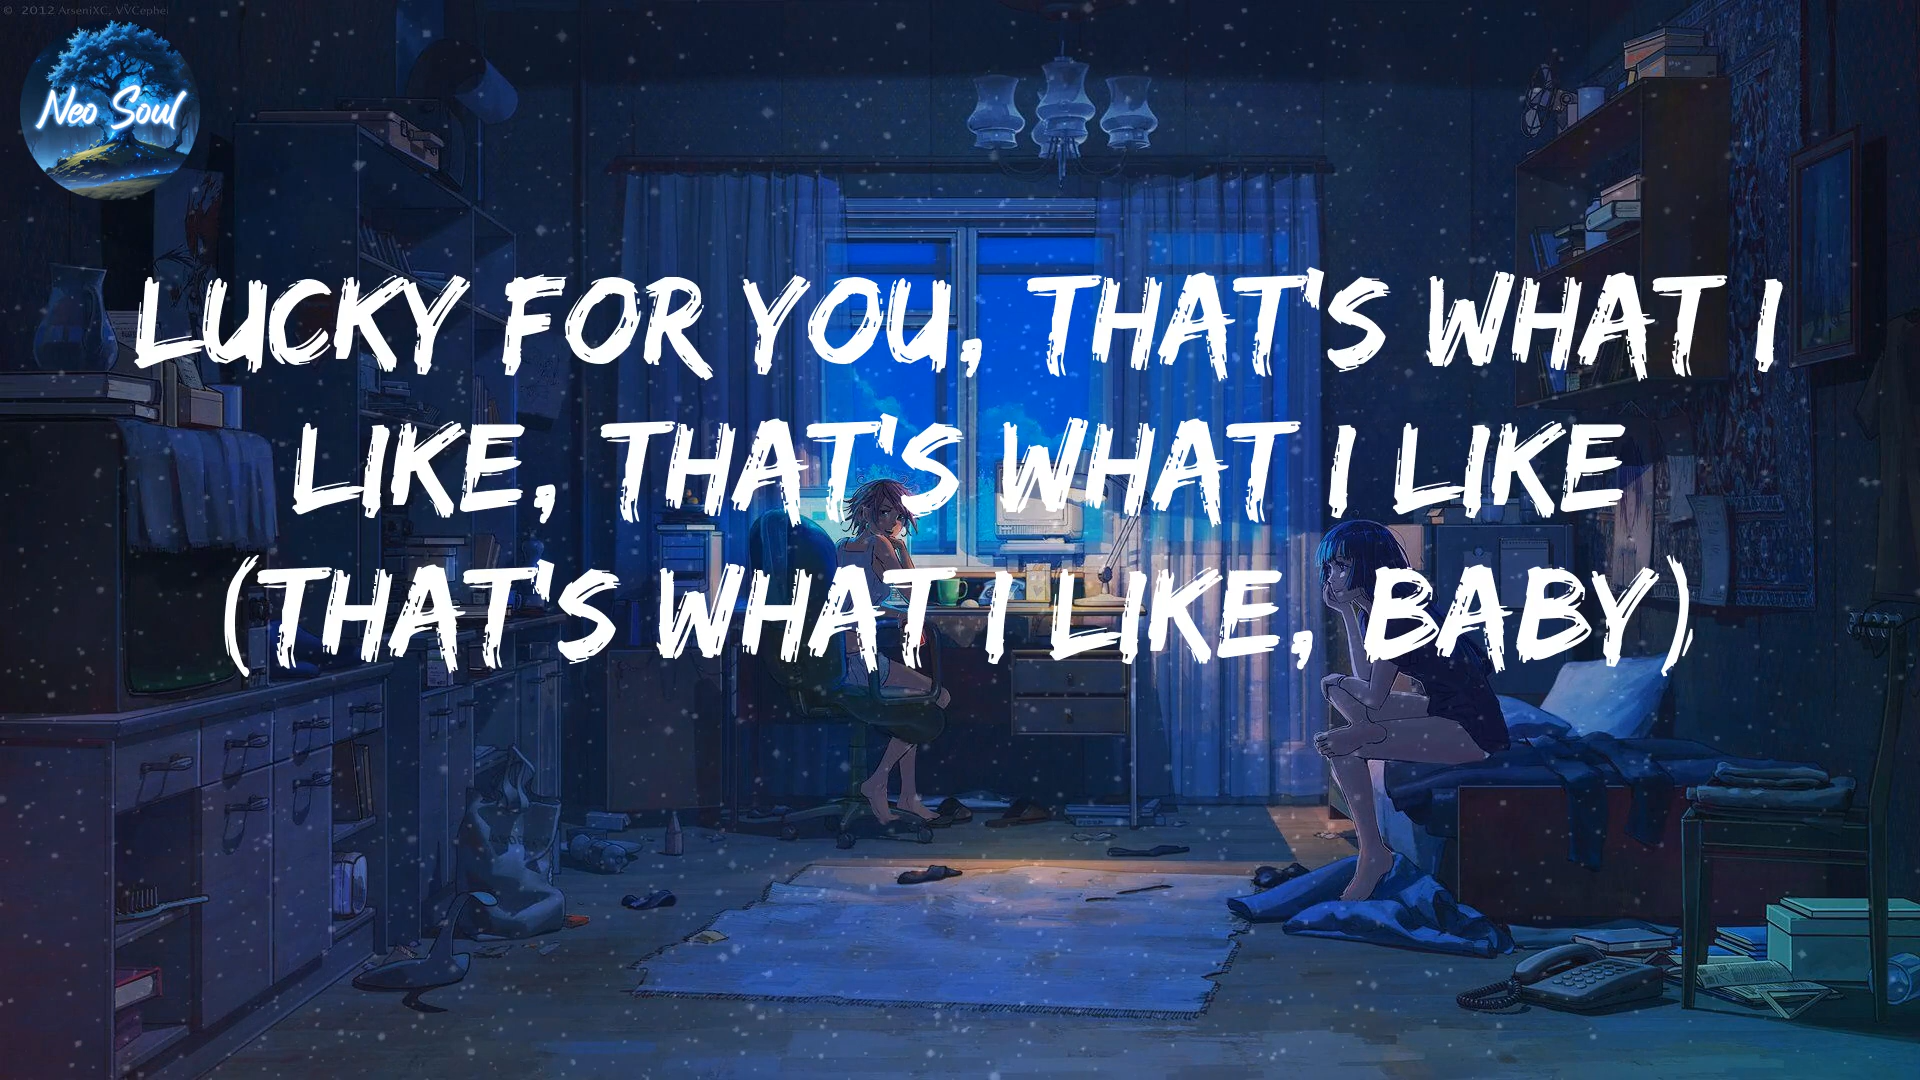 © 2012 ArseniXC, VVCephei
Neo Soul
LUCKY FOR YOU, THAT'S WHAT I
LIKE, THAT'S WHAT I LIKE
(THAT'S WHAT I LIKE, BABY)